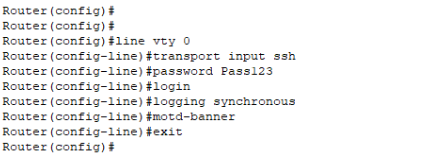 Router(config)#
Router(config)#
Router(config)#line vty 0
Router(config-line)#transport input ssh
Router(config-line)#password Pass123
Router(config-line)#login
Router(config-line)#logging synchronous
Router(config-line)#motd-banner
Router(config-line)#exit
Router(config)#